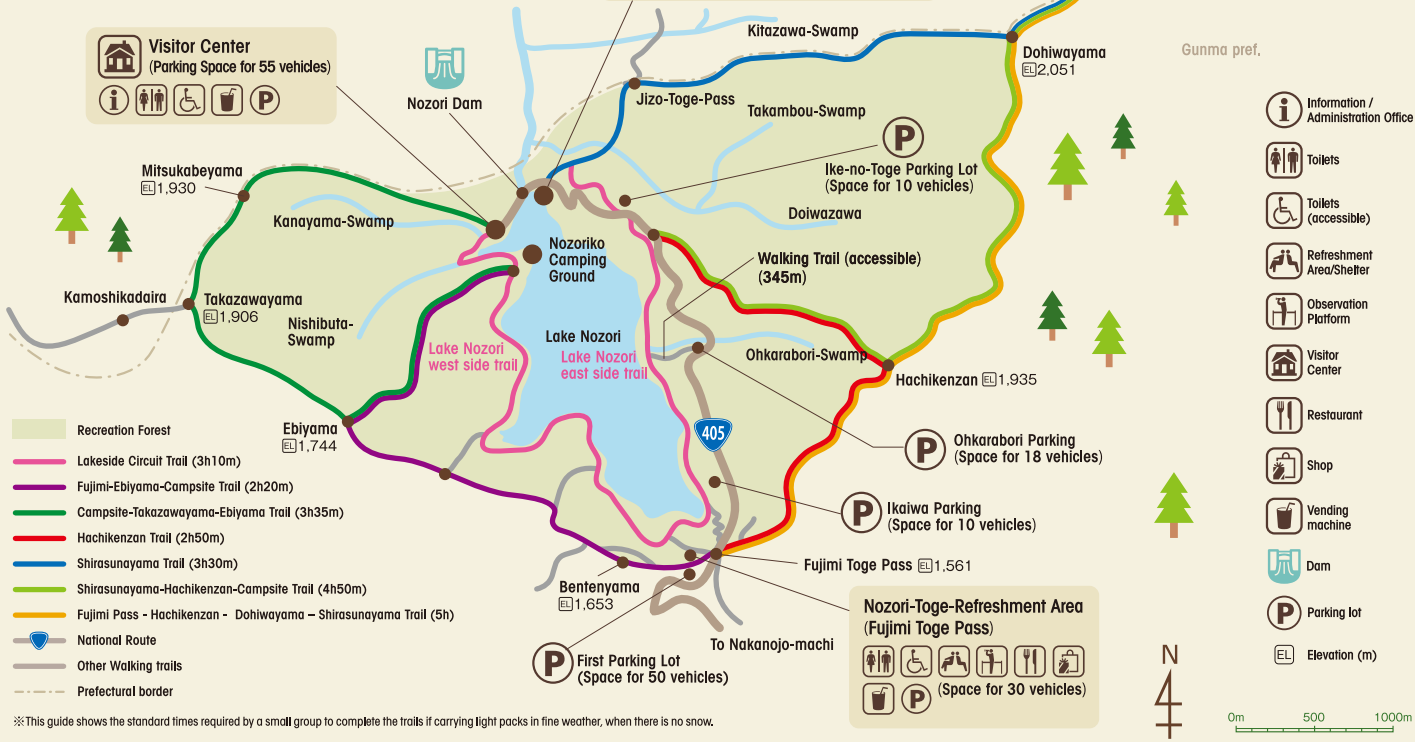 Visitor Center
(Parking Space for 55 vehicles)
Nozori Dam
Kitazawa-Swamp
Dohiwayama
EL 2,051
Gunma pref.
Jizo-Toge-Pass
Takambou-Swamp
P
Ike-no-Toge Parking Lot
(Space for 10 vehicles)
Mitsukabeyama
EL 1,930
Kanayama-Swamp
Doiwazawa
Nozoriko
Camping
Ground
Walking Trail (accessible)
(345m)
Kamoshikadaira
Takazawayama
EL 1,906
Nishibuta-
Swamp
Lake Nozori
Lake Nozori
west side trail
Lake Nozori
east side trail
Ohkarabori-Swamp
Hachikenzan EL 1,935
Ebiyama
EL 1,744
405
P
Ohkarabori Parking
(Space for 18 vehicles)
P
Ikaiwa Parking
(Space for 10 vehicles)
Fujimi Toge Pass EL 1,561
Bentenyama
EL 1,653
To Nakanojo-machi
P
First Parking Lot
(Space for 50 vehicles)
Nozori-Toge-Refreshment Area
(Fujimi Toge Pass)
P
(Space for 30 vehicles)
Recreation Forest
Lakeside Circuit Trail (3h10m)
Fujimi-Ebiyama-Campsite Trail (2h20m)
Campsite-Takazawayama-Ebiyama Trail (3h35m)
Hachikenzan Trail (2h50m)
Shirasunayama Trail (3h30m)
Shirasunayama-Hachikenzan-Campsite Trail (4h50m)
Fujimi Pass - Hachikenzan - Dohiwayama – Shirasunayama Trail (5h)
National Route
Other Walking trails
Prefectural border
※This guide shows the standard times required by a small group to complete the trails if carrying light packs in fine weather, when there is no snow.
i
P
i
Information /
Administration Office
Toilets
Toilets
(accessible)
Refreshment
Area/Shelter
Observation
Platform
Visitor
Center
Restaurant
Shop
Vending
machine
Dam
P
Parking lot
EL
Elevation (m)
N
0m 500 1000m